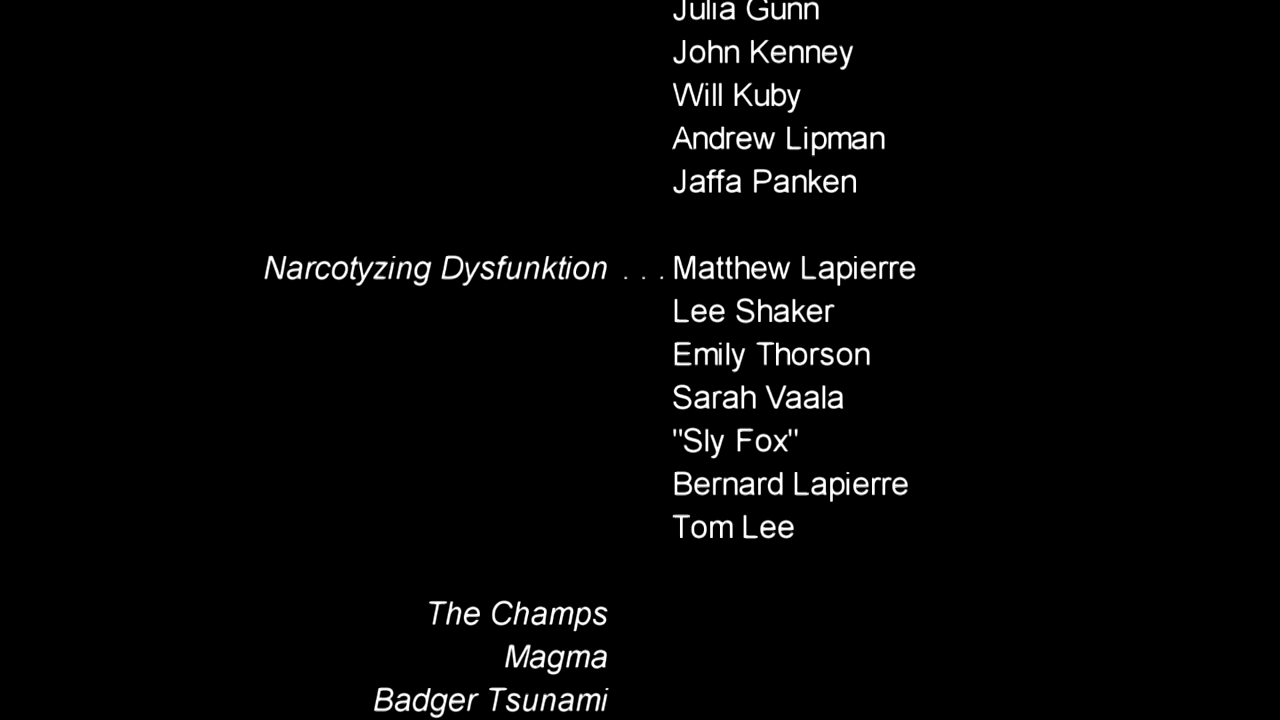 Julia Gunn
John Kenney
Will Kuby
Andrew Lipman
Jaffa Panken
Narcotyzing Dysfunktion . . . Matthew Lapierre
Lee Shaker
Emily Thorson
Sarah Vaala
"Sly Fox"
Bernard Lapierre
Tom Lee
The Champs
Magma
Badger Tsunami